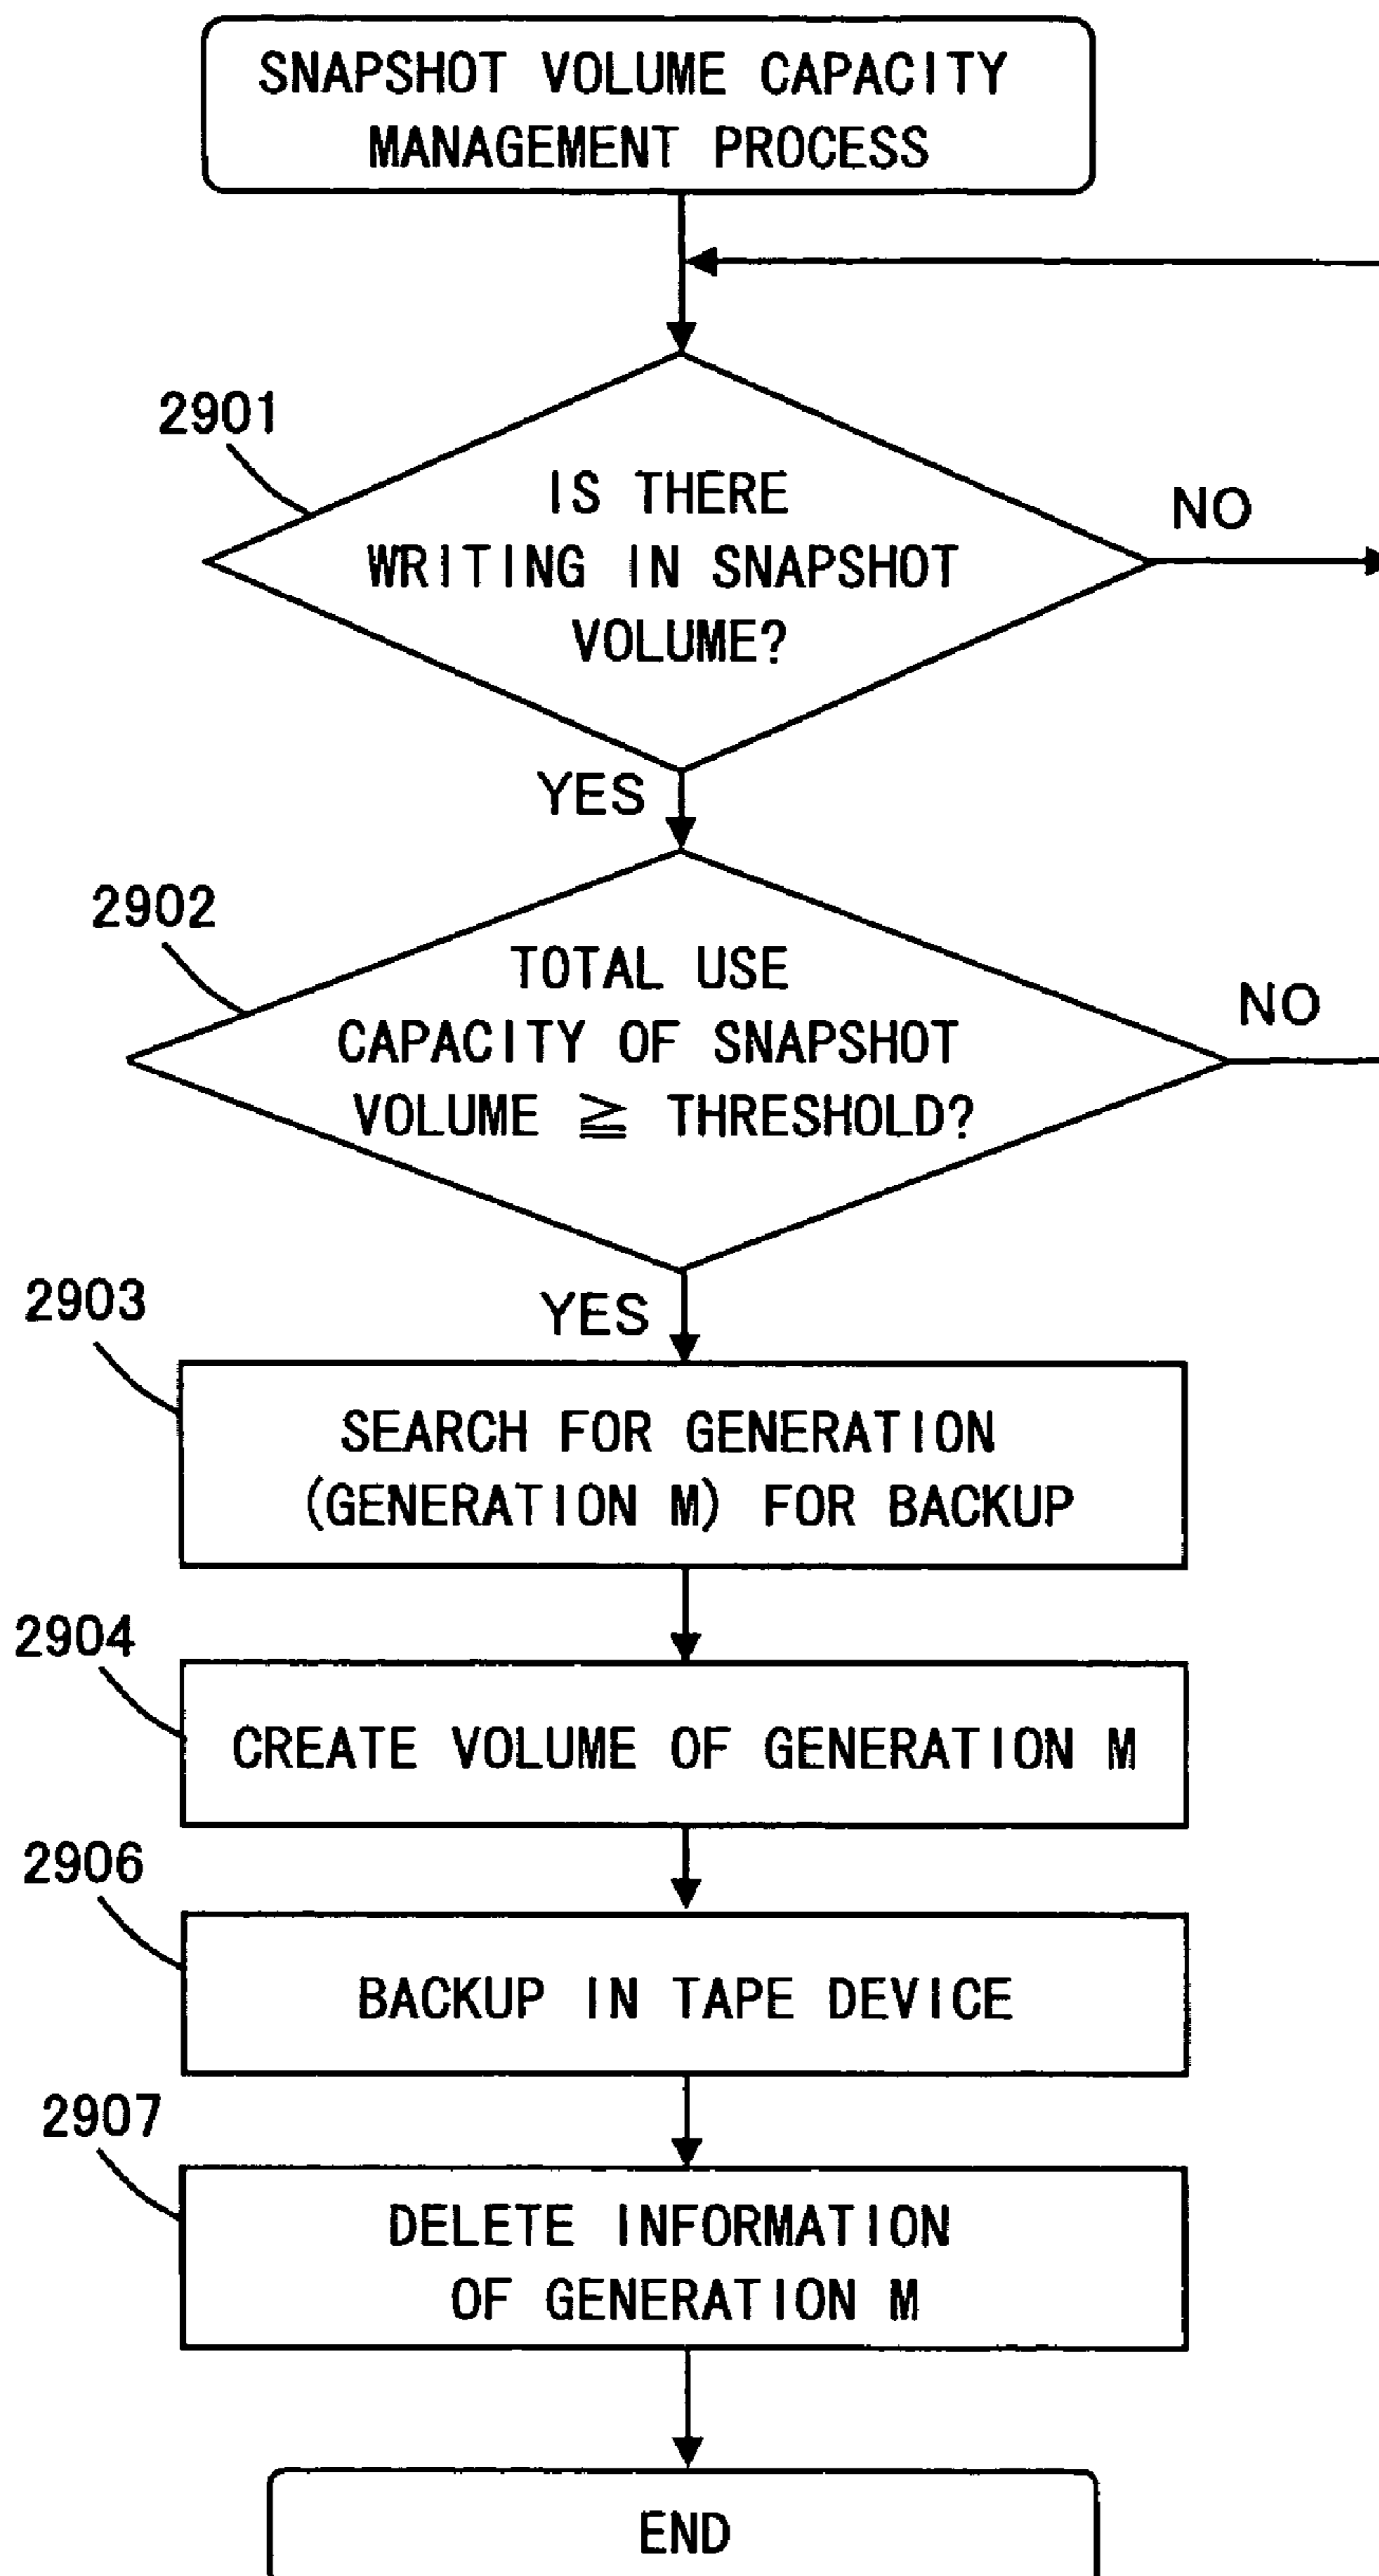 SNAPSHOT VOLUME CAPACITY
MANAGEMENT PROCESS
2901
IS THERE
WRITING IN SNAPSHOT
VOLUME?
NO
YES
2902
TOTAL USE
CAPACITY OF SNAPSHOT
VOLUME ≧ THRESHOLD?
NO
YES
2903
SEARCH FOR GENERATION
(GENERATION M) FOR BACKUP
2904
CREATE VOLUME OF GENERATION M
2906
BACKUP IN TAPE DEVICE
2907
DELETE INFORMATION
OF GENERATION M
END